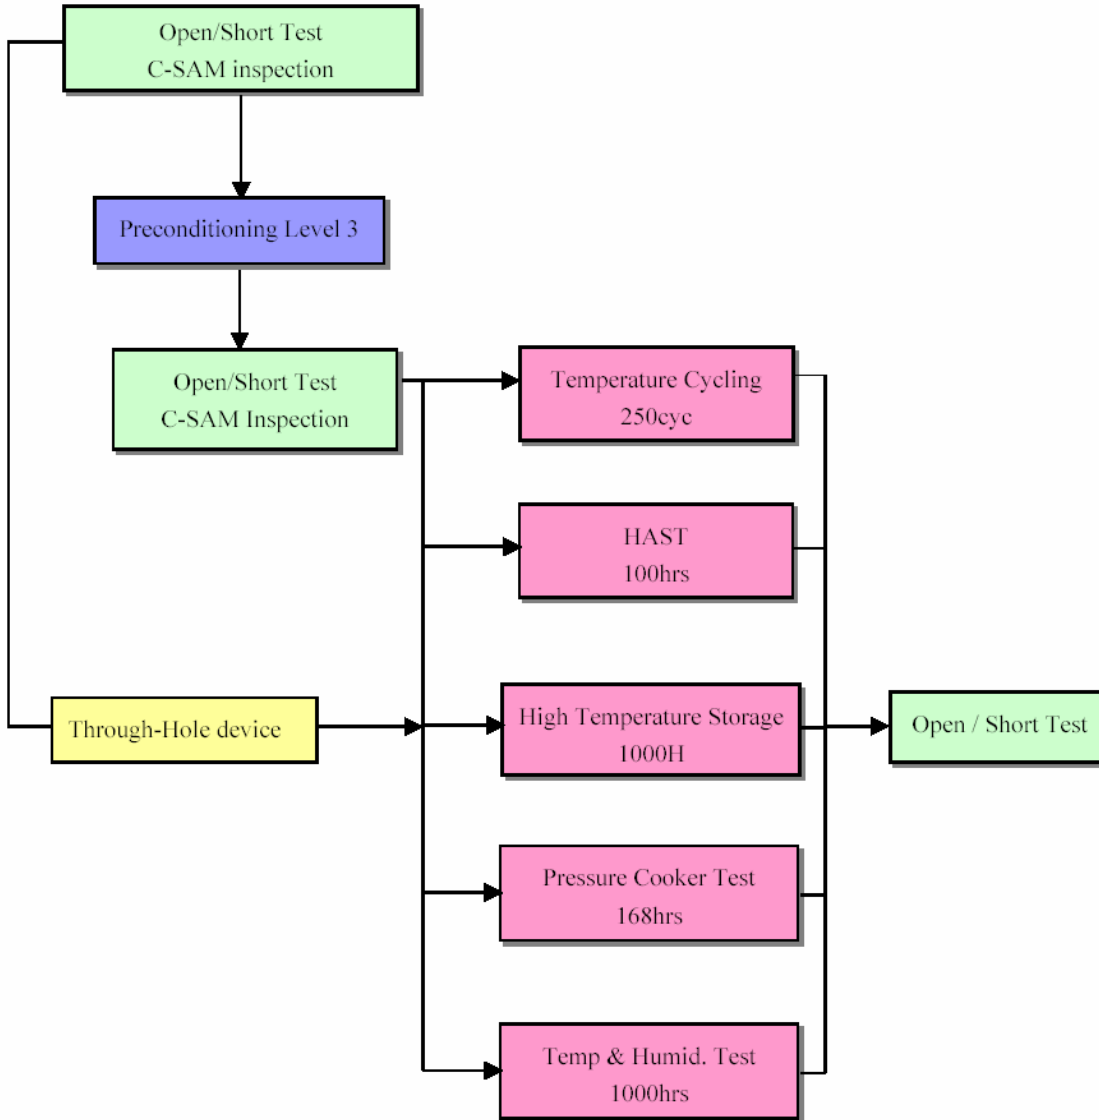 Open/Short Test
C-SAM inspection
Preconditioning Level 3
Open/Short Test
C-SAM Inspection
Temperature Cycling
250cyc
HAST
100hrs
Through-Hole device
High Temperature Storage
1000H
Open / Short Test
Pressure Cooker Test
168hrs
Temp & Humid. Test
1000hrs